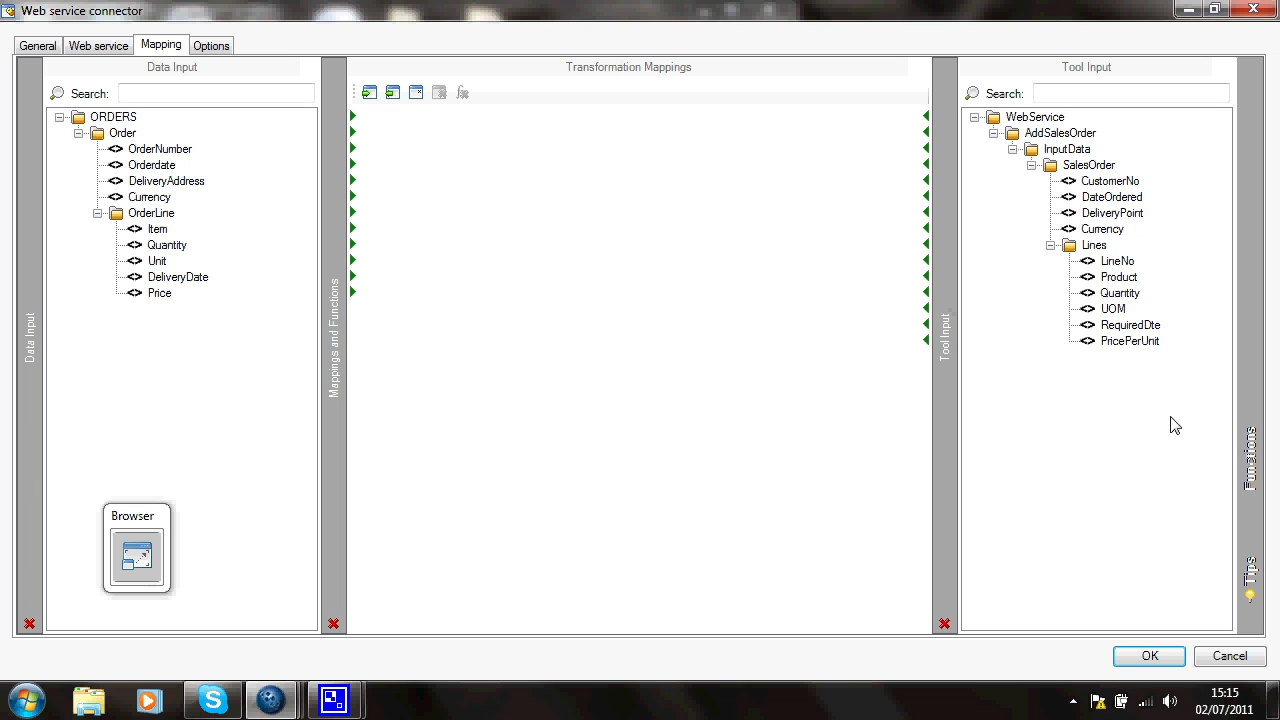 Web service connector
General Web service Mapping Options
Data Input Transformation Mappings Tool Input
Search: Search:
ORDERS
Order
OrderNumber
Orderdate
DeliveryAddress
Currency
OrderLine
Item
Quantity
Unit
DeliveryDate
Price
WebService
AddSalesOrder
InputData
SalesOrder
CustomerNo
DateOrdered
DeliveryPoint
Currency
Lines
LineNo
Product
Quantity
UOM
RequiredDte
PricePerUnit
Data Input
Mappings and Functions
Tool Input
Functions
Tips
Browser
OK Cancel
15:15
02/07/2011